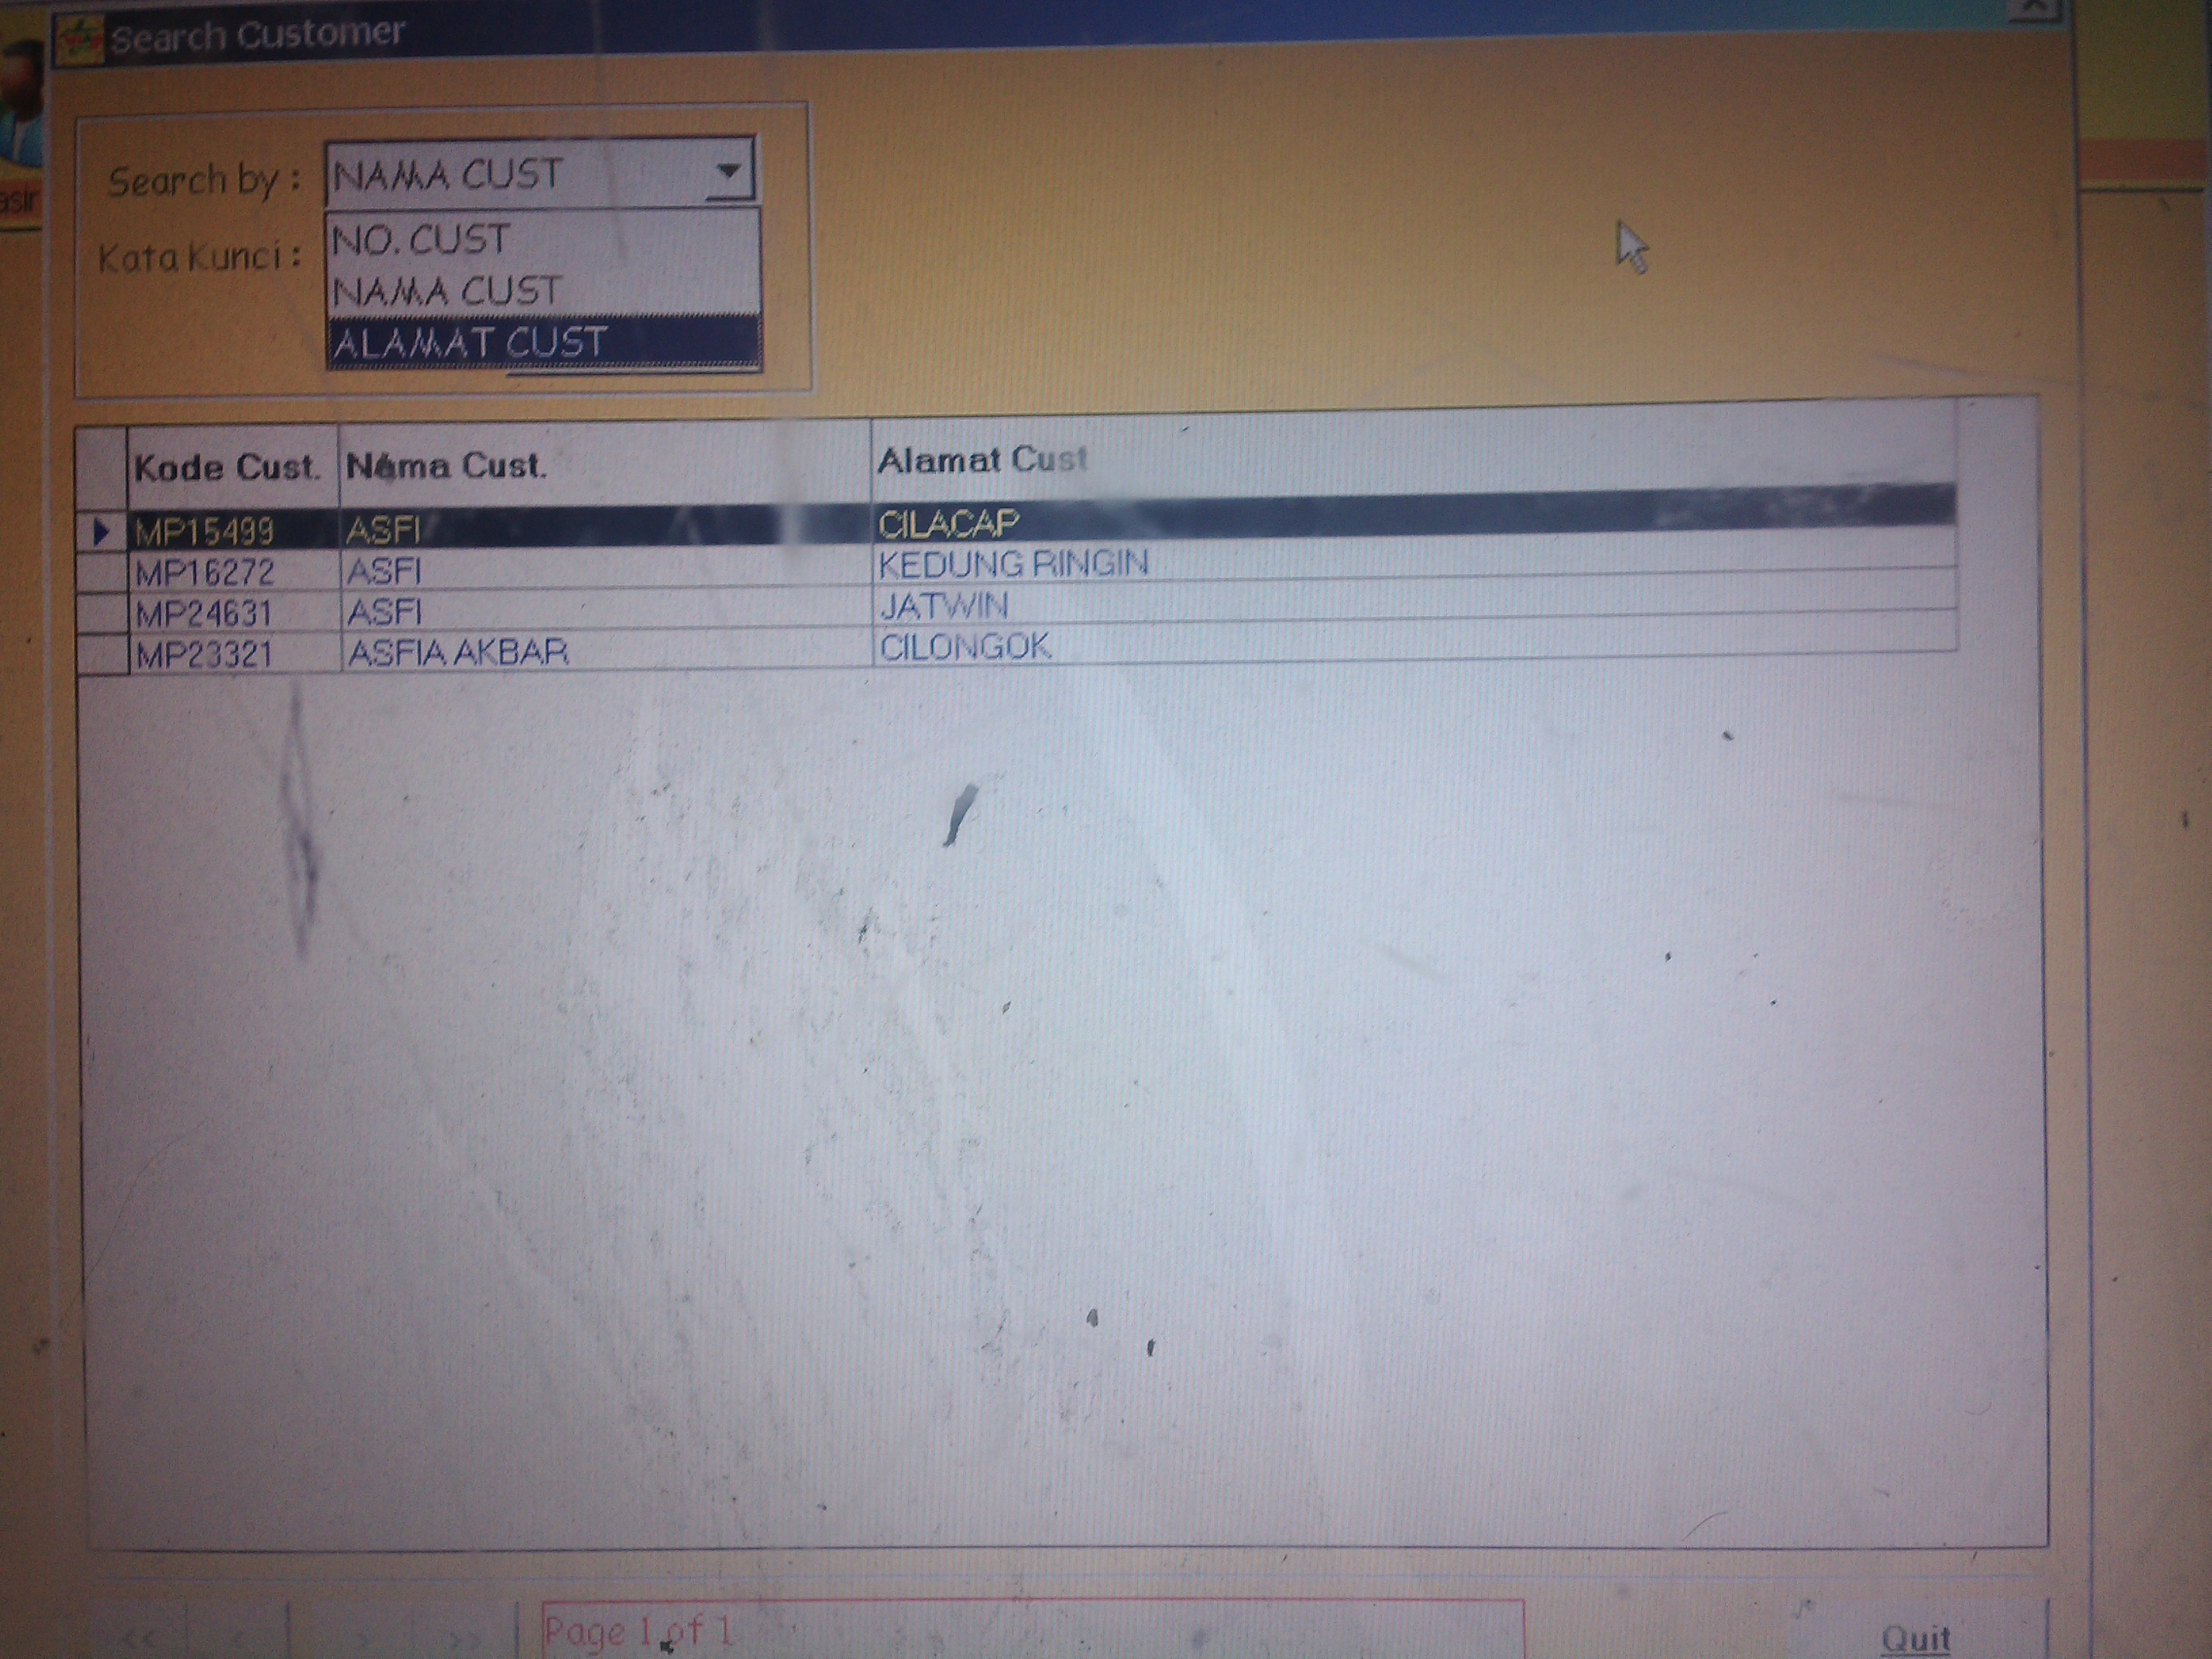 Search Customer
asir
Search by : NAMA CUST
NO. CUST
Kata Kunci :
NAMA CUST
ALAMAT CUST
Kode Cust. Nama Cust. Alamat Cust
MP15499 ASFI CILACAP
MP16272 ASFI KEDUNG RINGIN
MP24631 ASFI JATWIN
MP23321 ASFIA AKBAR CILONGOK
<< < > >> Page 1 of 1 Quit